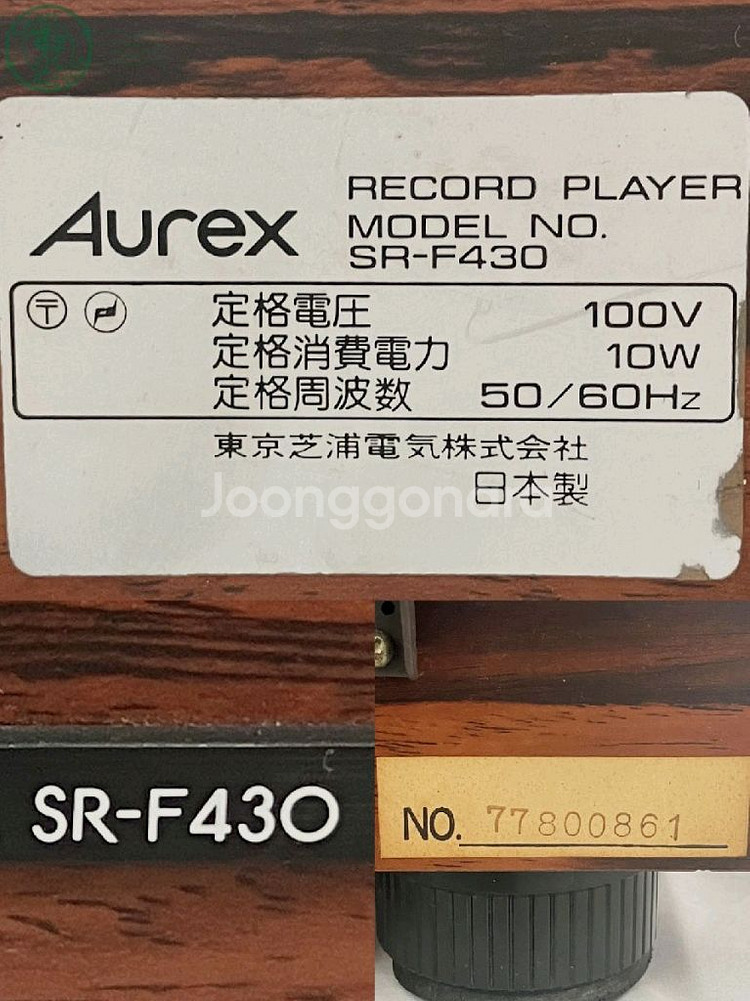 Aurex
RECORD PLAYER
MODEL NO.
SR-F430
〒
定格電圧 100V
定格消費電力 10W
定格周波数 50/60Hz
東京芝浦電気株式会社
日本製
Joonggonara
SR-F430
NO. 77800861